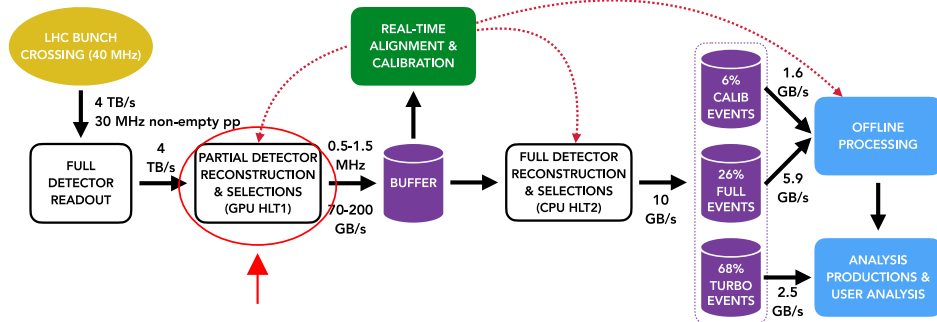 LHC BUNCH
CROSSING (40 MHz)
4 TB/s
30 MHz non-empty pp
FULL
DETECTOR
READOUT
4
TB/s
PARTIAL DETECTOR
RECONSTRUCTION
& SELECTIONS
(GPU HLT1)
0.5-1.5
MHz
70-200
GB/s
REAL-TIME
ALIGNMENT &
CALIBRATION
BUFFER
FULL DETECTOR
RECONSTRUCTION
& SELECTIONS
(CPU HLT2)
10
GB/s
6%
CALIB
EVENTS
1.6
GB/s
26%
FULL
EVENTS
5.9
GB/s
68%
TURBO
EVENTS
2.5
GB/s
OFFLINE
PROCESSING
ANALYSIS
PRODUCTIONS &
USER ANALYSIS